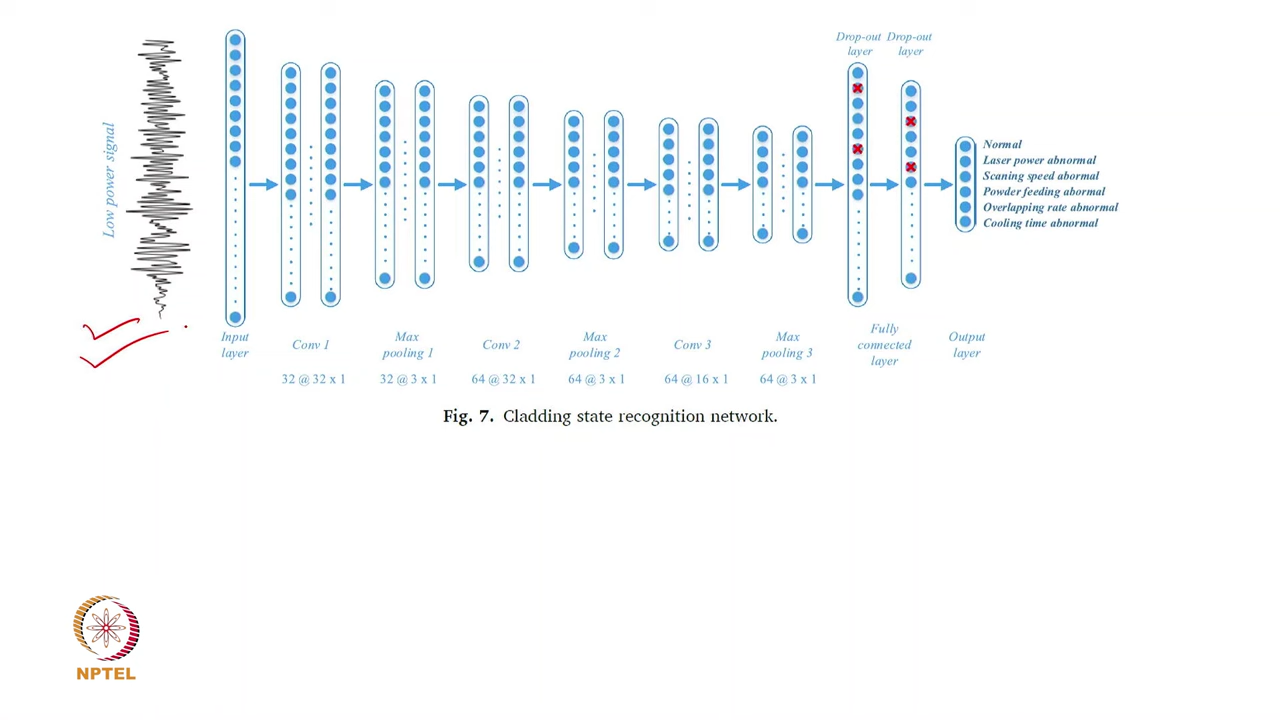 Drop-out Drop-out
layer layer
Low power signal
Normal
Laser power abnormal
Scaning speed abormal
Powder feeding abormal
Overlapping rate abnormal
Cooling time abnormal
Input
layer
Conv 1
32 @ 32 x 1
Max
pooling 1
32 @ 3 x 1
Conv 2
64 @ 32 x 1
Max
pooling 2
64 @ 3 x 1
Conv 3
64 @ 16 x 1
Max
pooling 3
64 @ 3 x 1
Fully
connected
layer
Output
layer
Fig. 7. Cladding state recognition network.
NPTEL